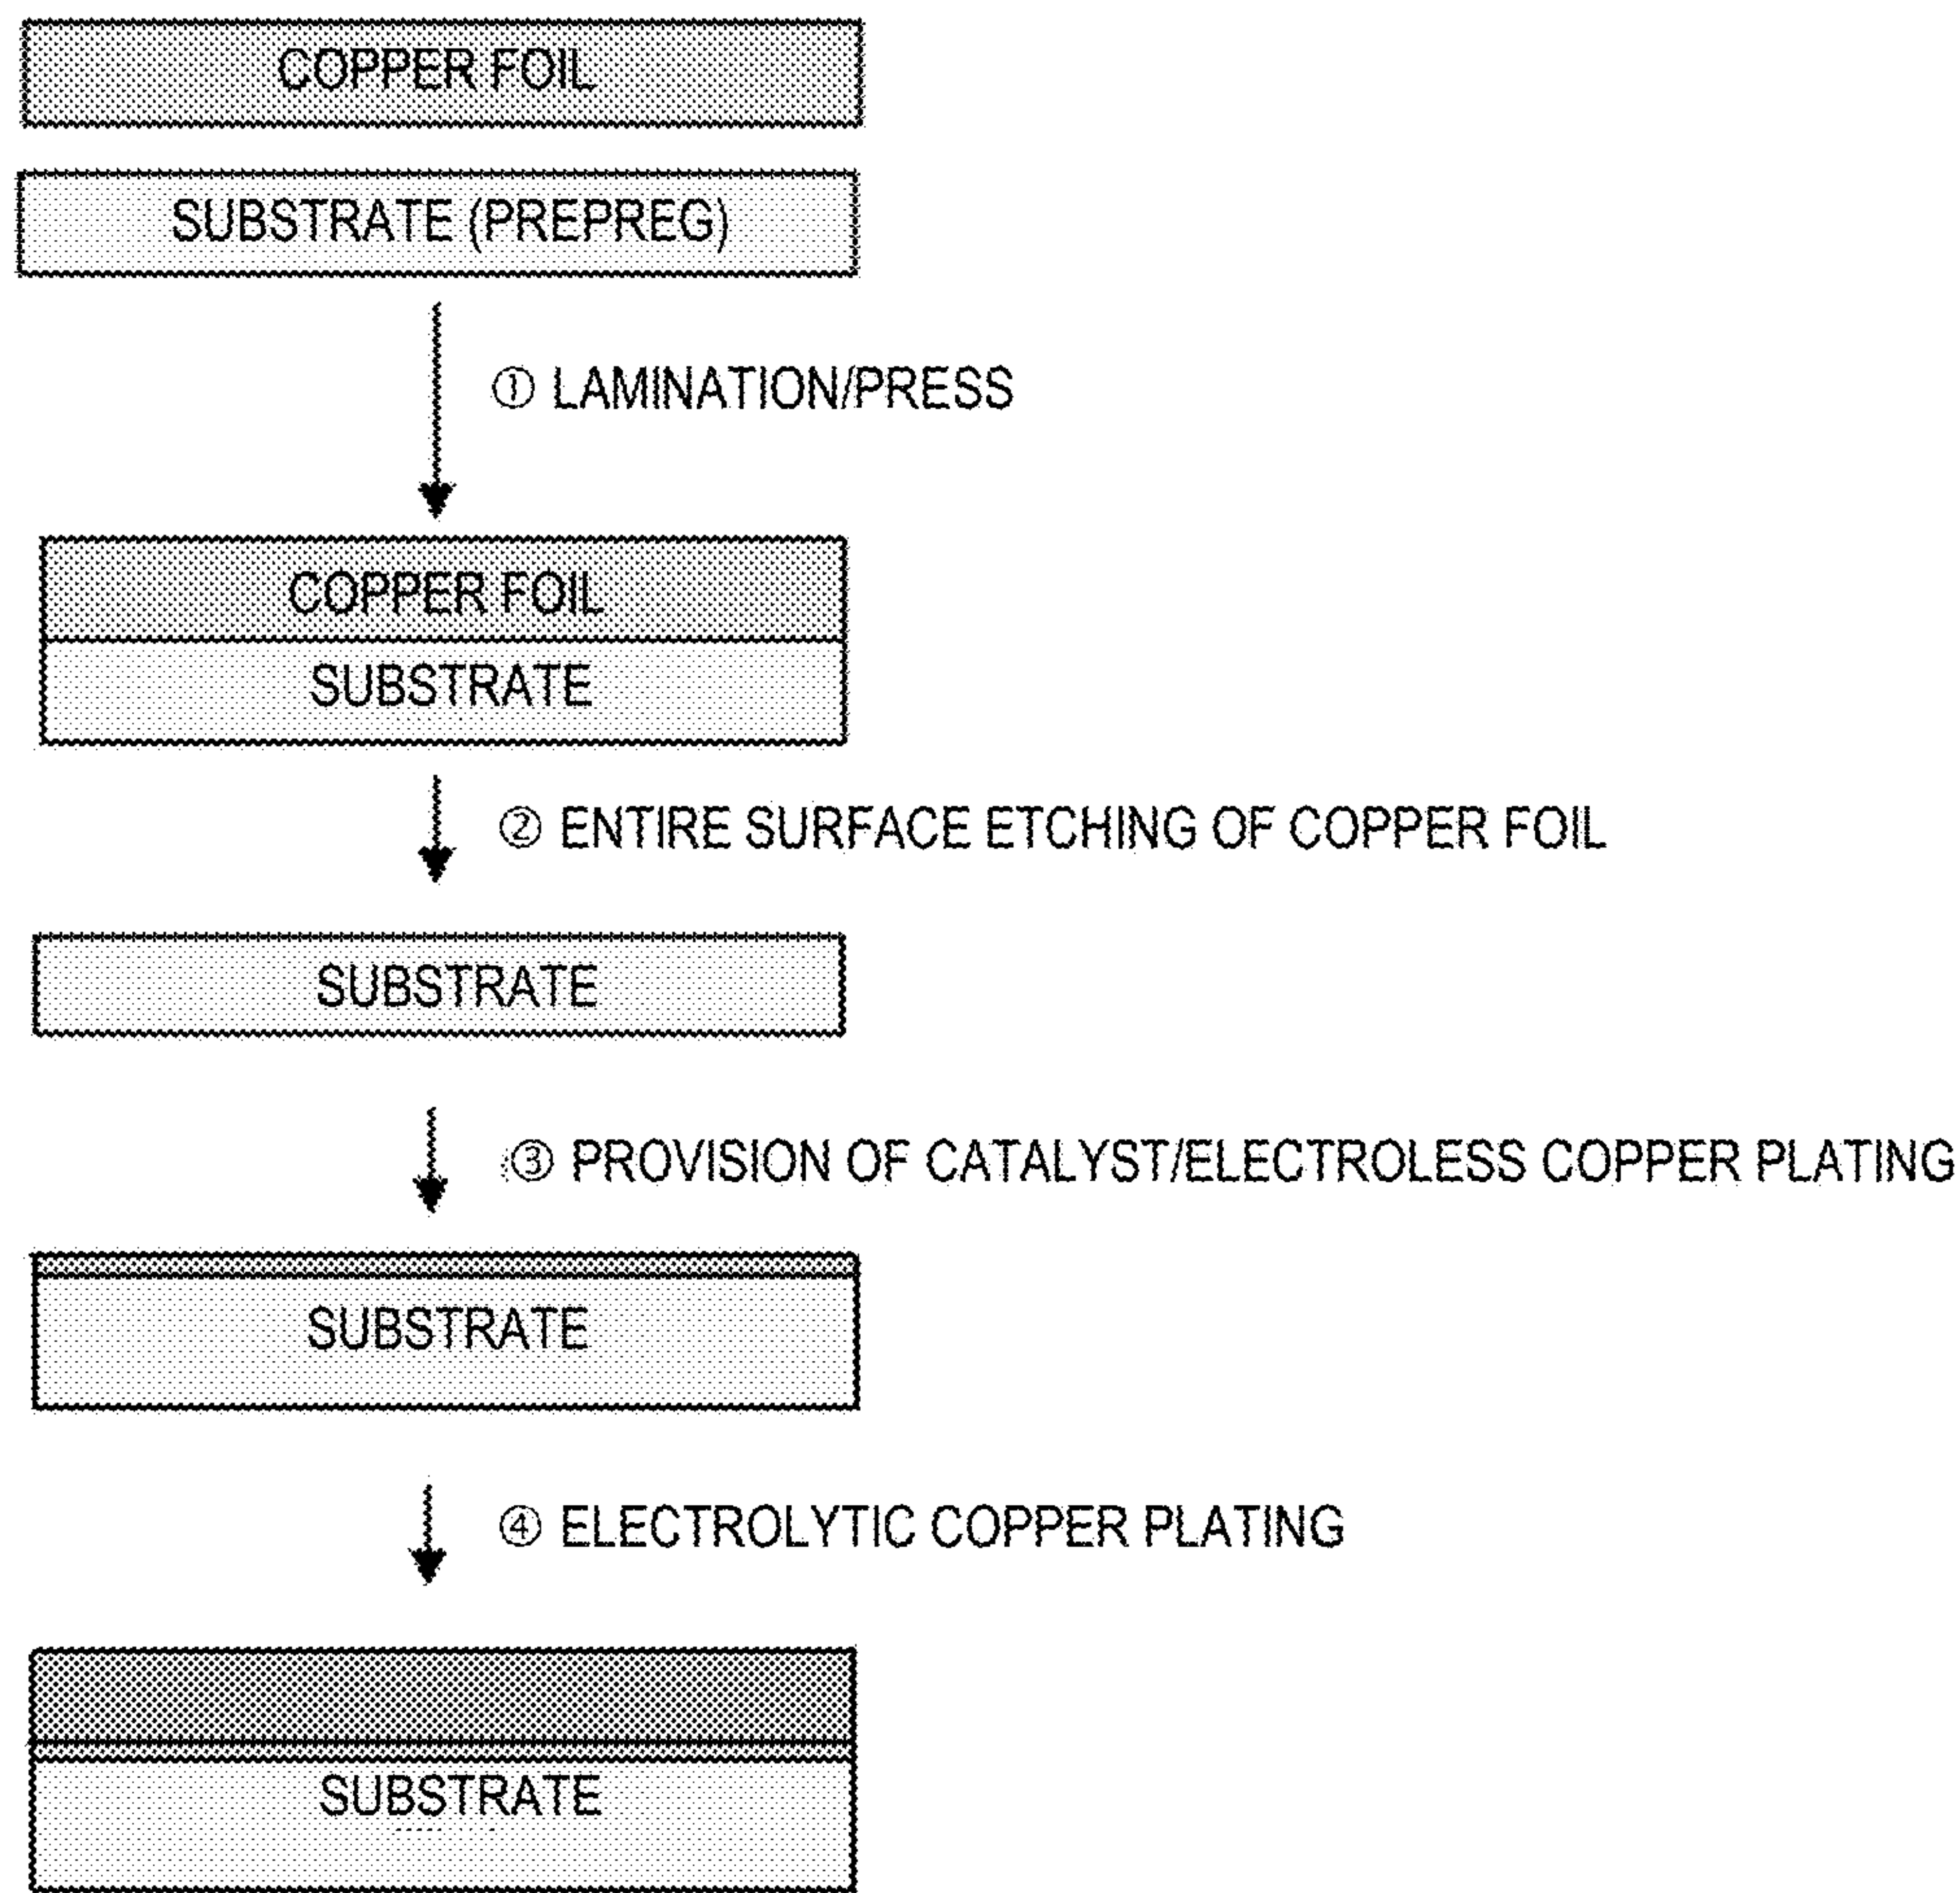 COPPER FOIL
SUBSTRATE (PREPREG)
① LAMINATION/PRESS
COPPER FOIL
SUBSTRATE
② ENTIRE SURFACE ETCHING OF COPPER FOIL
SUBSTRATE
③ PROVISION OF CATALYST/ELECTROLESS COPPER PLATING
SUBSTRATE
④ ELECTROLYTIC COPPER PLATING
SUBSTRATE